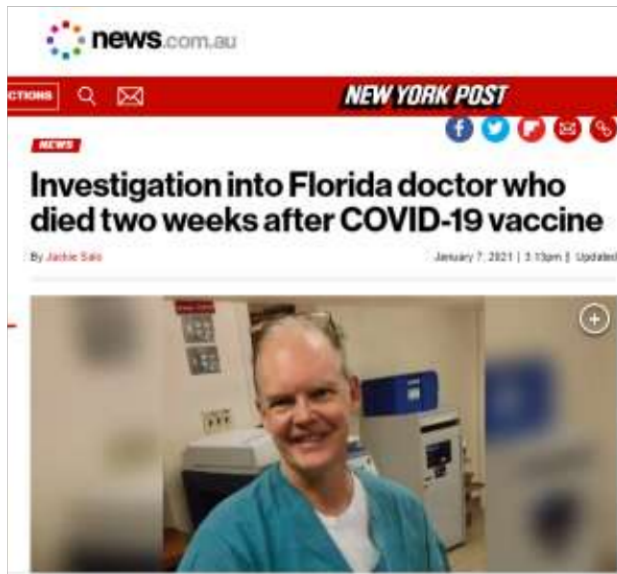 news.com.au
CTIONS
NEW YORK POST
NEWS
Investigation into Florida doctor who
died two weeks after COVID-19 vaccine
By Jackie Salo
January 7, 2021 | 3:13pm | Updated